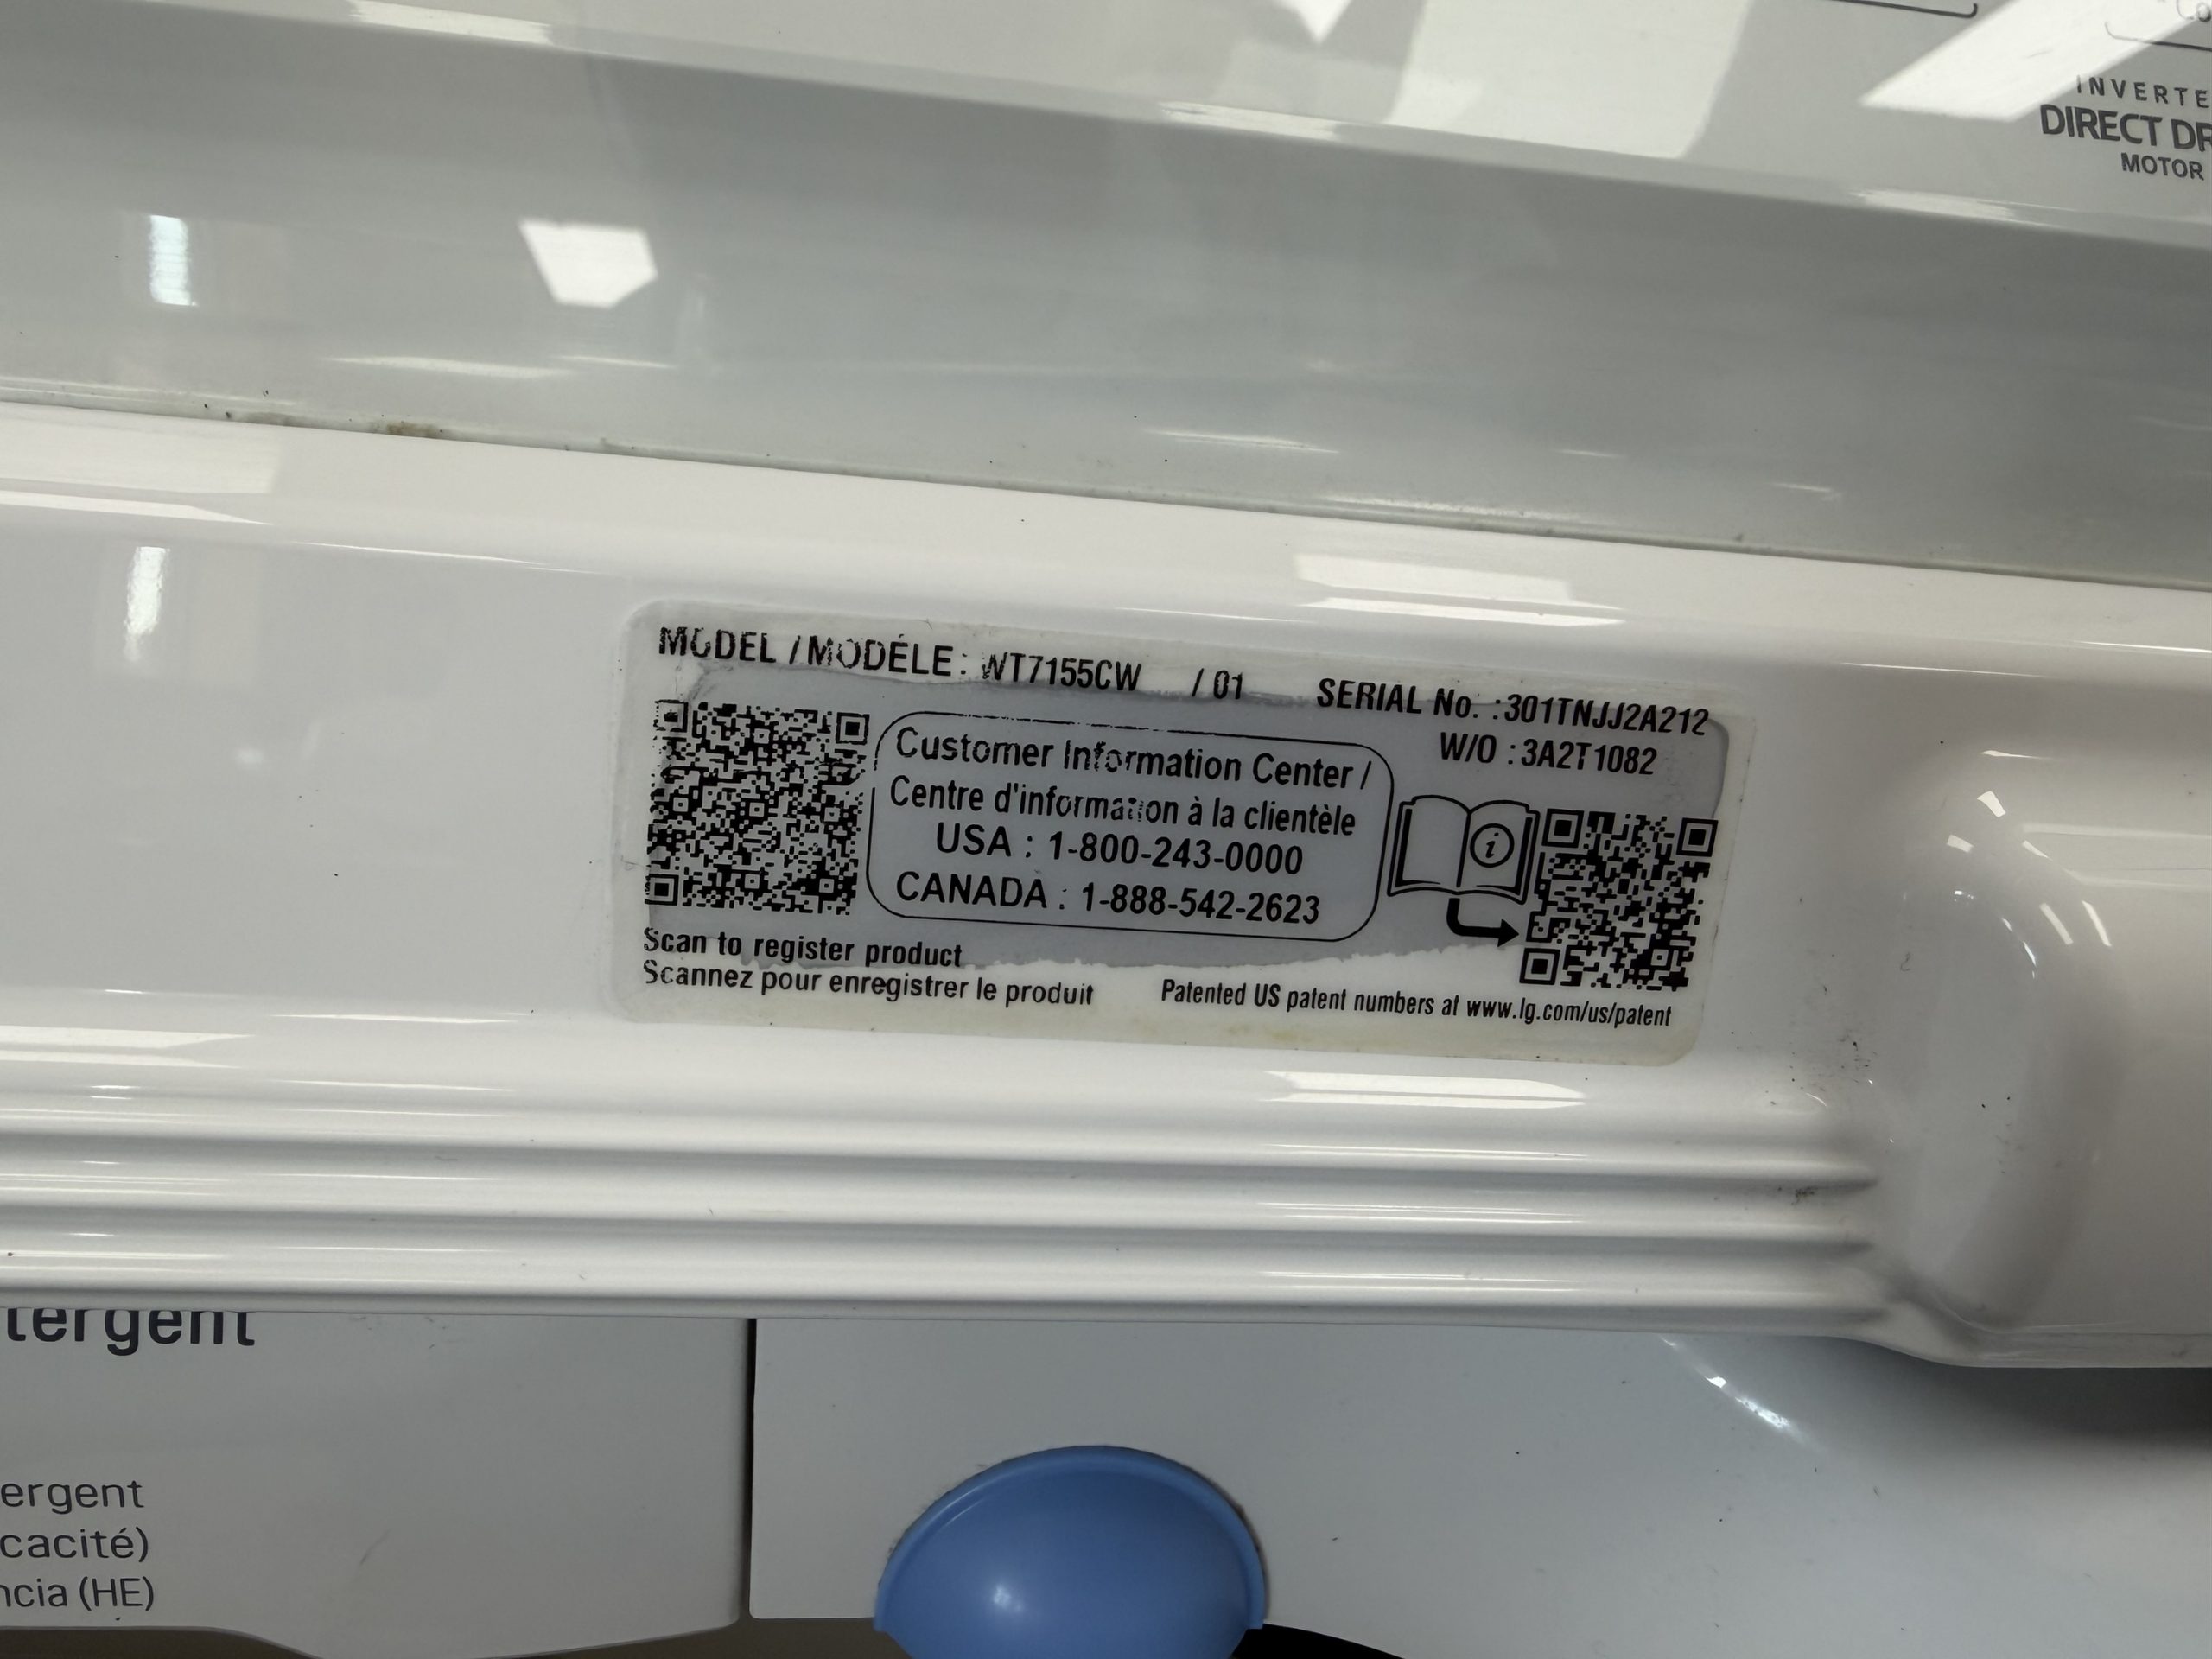 INVERTE
DIRECT DR
MOTOR
MODEL / MODÈLE : WT7155CW / 01 SERIAL No. : 301TNJJ2A212
W/O : 3A2T1082
Customer Information Center /
Centre d'information à la clientèle
USA : 1-800-243-0000
CANADA : 1-888-542-2623
i
Scan to register product
Scannez pour enregistrer le produit
Patented US patent numbers at www.lg.com/us/patent
tergent
ergent
cacité)
ncia (HE)